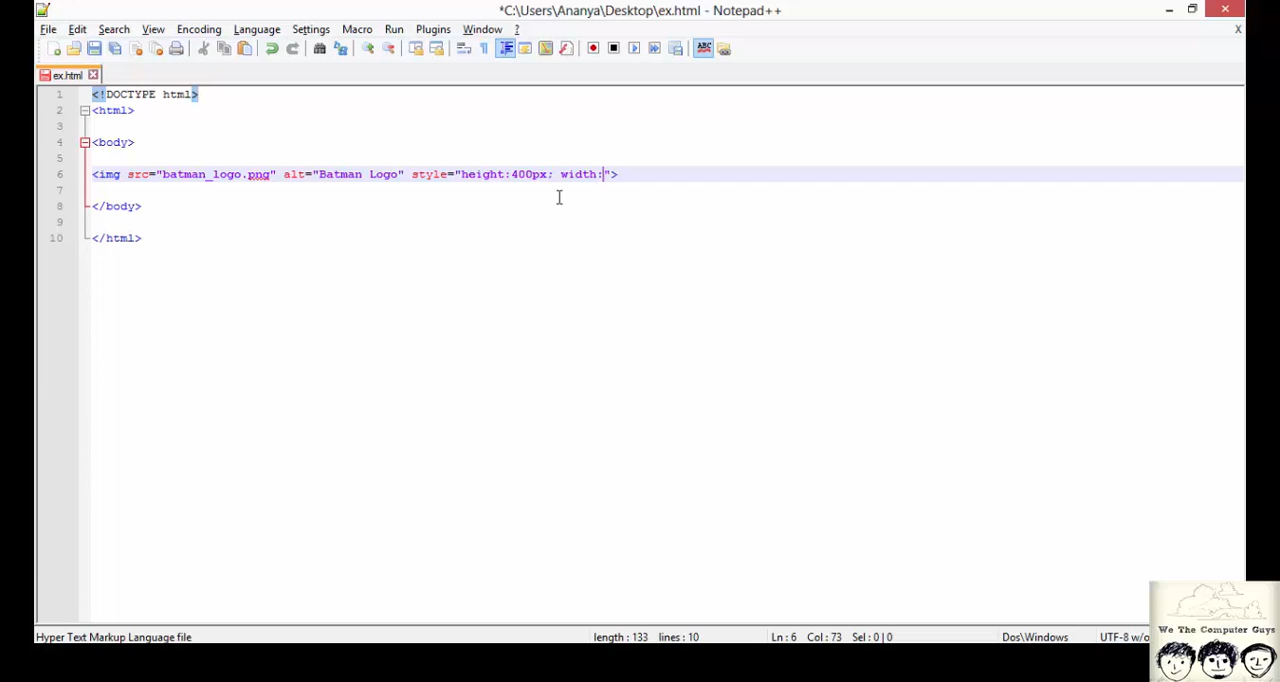 *C:\Users\Ananya\Desktop\ex.html - Notepad++
File Edit Search View Encoding Language Settings Macro Run Plugins Window ? X
ABC
ex.html
1 <!DOCTYPE html>
2 <html>
3
4 <body>
5
6 <img src="batman_logo.png" alt="Batman Logo" style="height:400px; width:">
7
8 </body>
9
10 </html>
Hyper Text Markup Language file length : 133 lines : 10 Ln : 6 Col : 73 Sel : 0 | 0 Dos\Windows UTF-8 w/o
We The Computer Guys